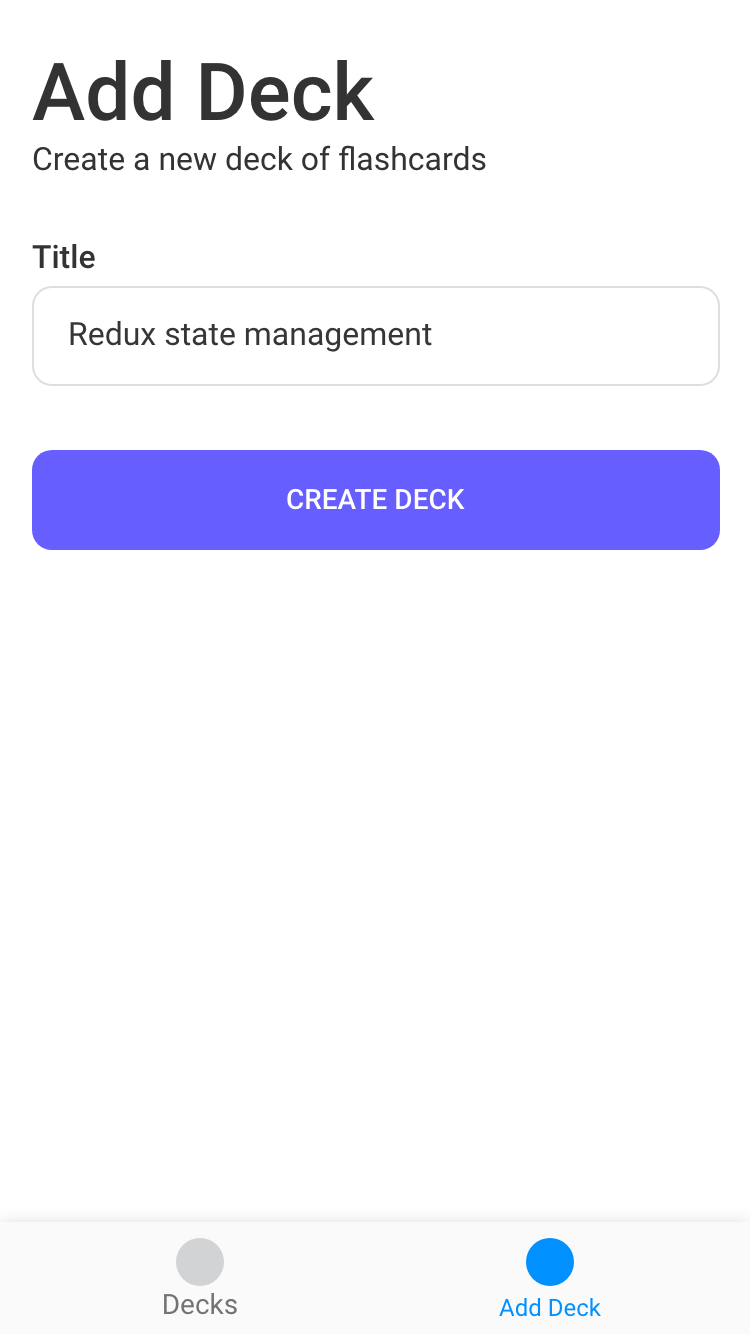 Add Deck
Create a new deck of flashcards
Title
Redux state management
CREATE DECK
Decks
Add Deck